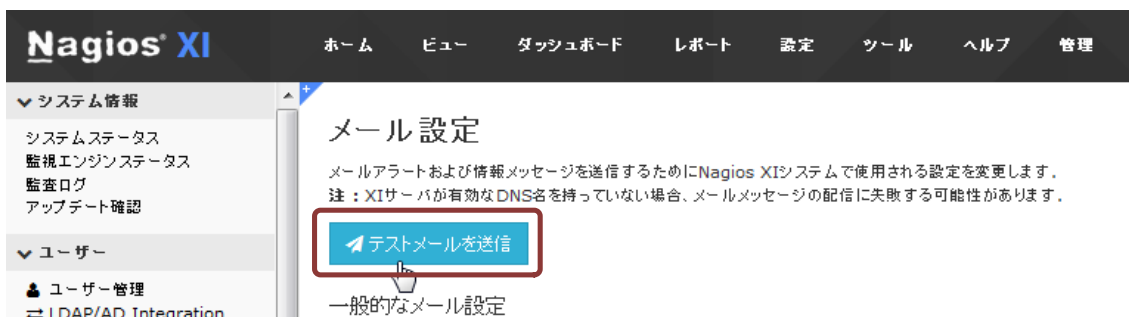 Nagios® XI
ホーム ビュー ダッシュボード レポート 設定 ツール ヘルプ 管理
システム情報
システムステータス
監視エンジンステータス
監査ログ
アップデート確認
ユーザー
ユーザー管理
LDAP/AD Integration
メール設定
メールアラートおよび情報メッセージを送信するためにNagios XIシステムで使用される設定を変更します.
注：XIサーバが有効なDNS名を持っていない場合、メールメッセージの配信に失敗する可能性があります.
テストメールを送信
一般的なメール設定